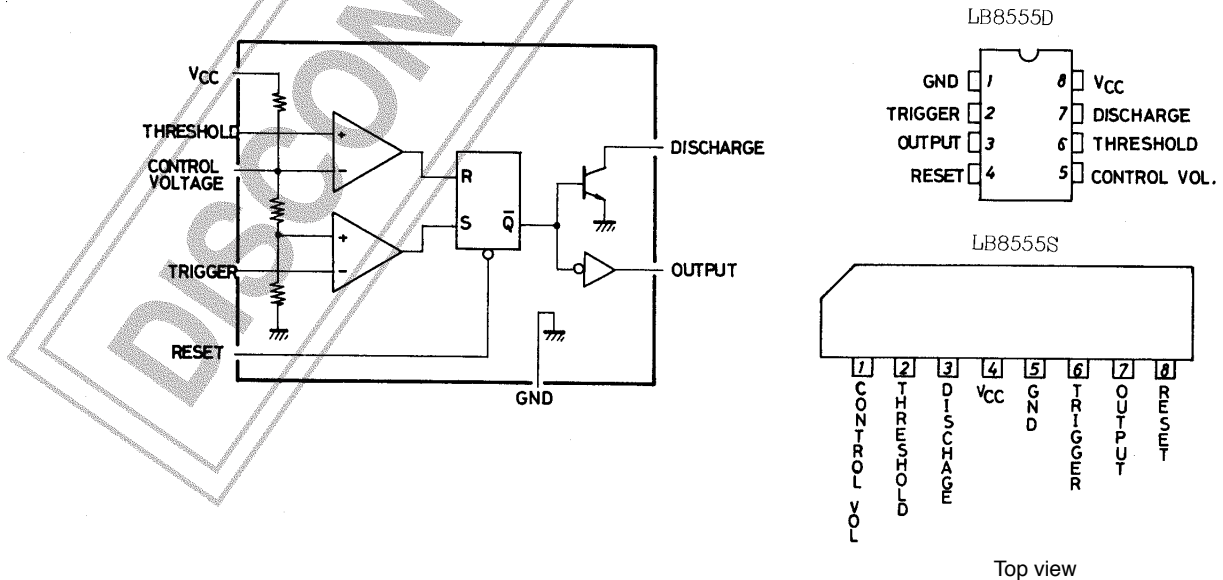 DISCON
VCC
THRESHOLD
CONTROL
VOLTAGE
TRIGGER
RESET
+
−
+
−
R
S
Q̅
DISCHARGE
OUTPUT
GND
LB8555D
GND 1
TRIGGER 2
OUTPUT 3
RESET 4
8 VCC
7 DISCHARGE
6 THRESHOLD
5 CONTROL VOL.
LB8555S
1 2 3 4 5 6 7 8
CONTROL VOL
THRESHOLD
DISCHAGE
VCC
GND
TRIGGER
OUTPUT
RESET
Top view